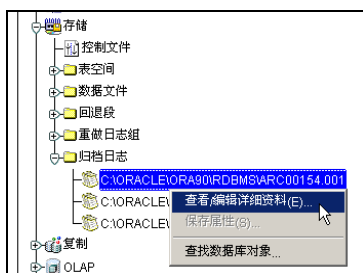 存储
控制文件
表空间
数据文件
回退段
重做日志组
归档日志
C:\ORACLE\ORA90\RDBMS\ARC00154.001
C:\ORACLE\
查看/编辑详细资料(E)...
保存属性(S)...
C:\ORACLE\
查找数据库对象...
复制
OLAP